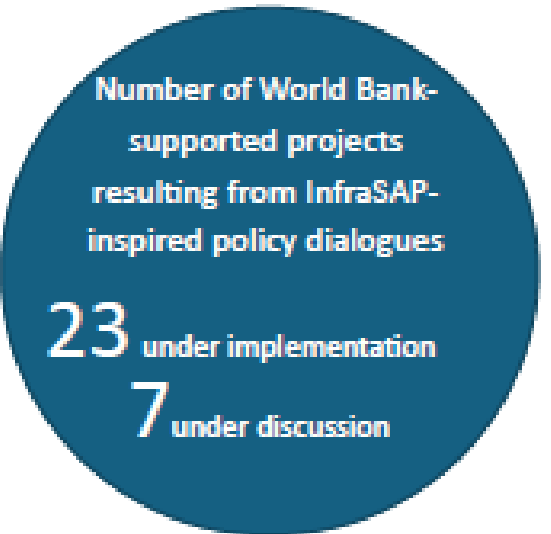 Number of World Bank-
supported projects
resulting from InfraSAP-
inspired policy dialogues
23 under implementation
7 under discussion